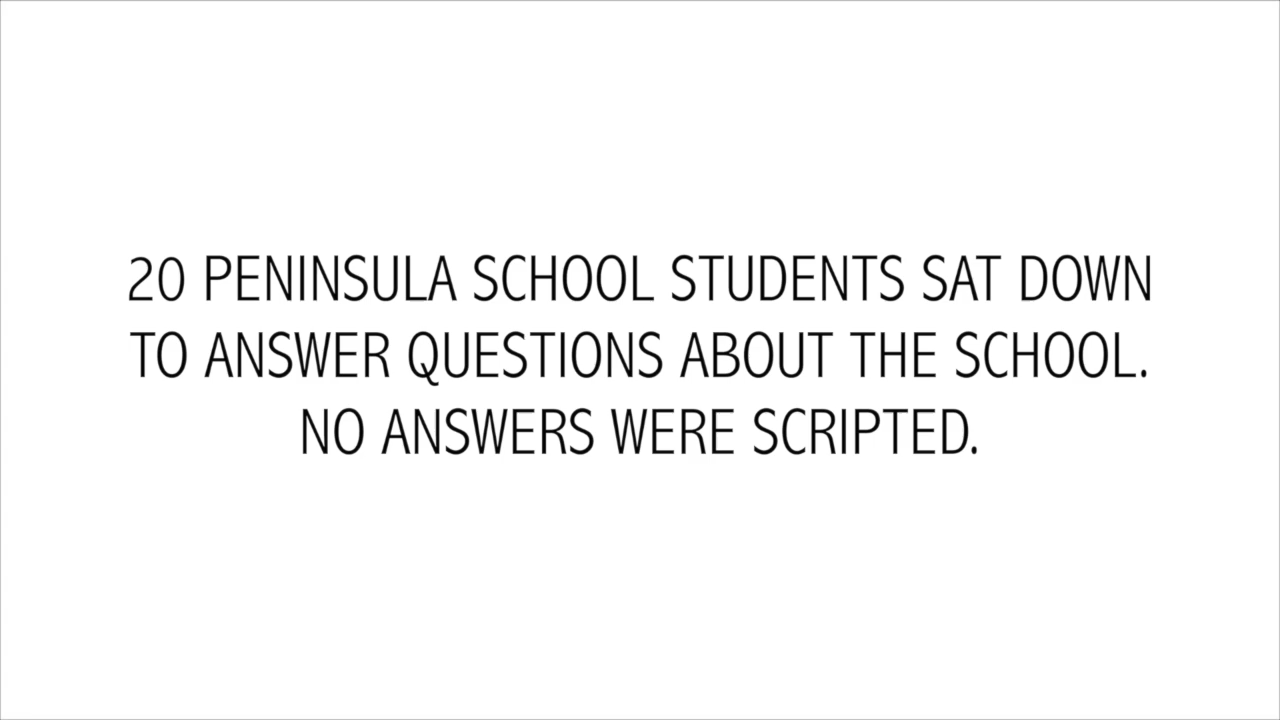 20 PENINSULA SCHOOL STUDENTS SAT DOWN
TO ANSWER QUESTIONS ABOUT THE SCHOOL.
NO ANSWERS WERE SCRIPTED.